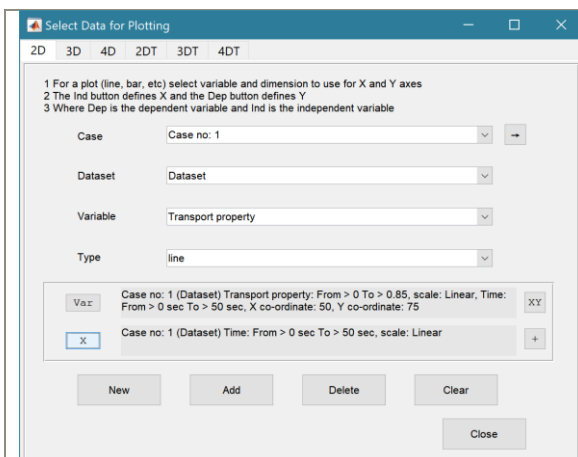 Select Data for Plotting
2D 3D 4D 2DT 3DT 4DT
1 For a plot (line, bar, etc) select variable and dimension to use for X and Y axes
2 The Ind button defines X and the Dep button defines Y
3 Where Dep is the dependent variable and Ind is the independent variable
Case Case no: 1 →
Dataset Dataset
Variable Transport property
Type line
Var Case no: 1 (Dataset) Transport property: From > 0 To > 0.85, scale: Linear, Time: XY
From > 0 sec To > 50 sec, X co-ordinate: 50, Y co-ordinate: 75
X Case no: 1 (Dataset) Time: From > 0 sec To > 50 sec, scale: Linear +
New Add Delete Clear
Close